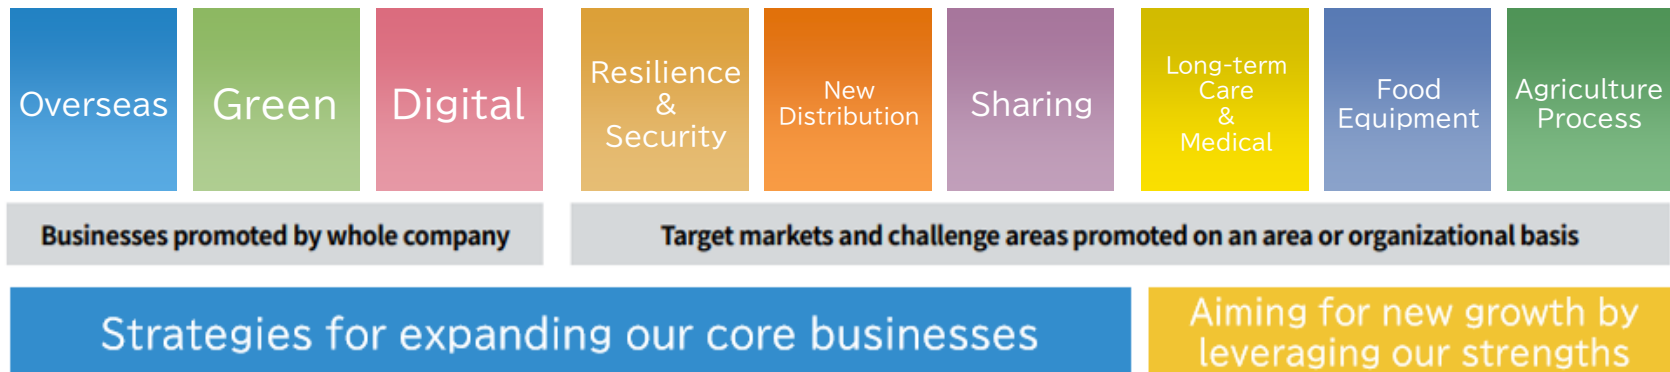 Overseas
Green
Digital
Resilience
&
Security
New
Distribution
Sharing
Long-term
Care
&
Medical
Food
Equipment
Agriculture
Process
Businesses promoted by whole company
Target markets and challenge areas promoted on an area or organizational basis
Strategies for expanding our core businesses
Aiming for new growth by
leveraging our strengths